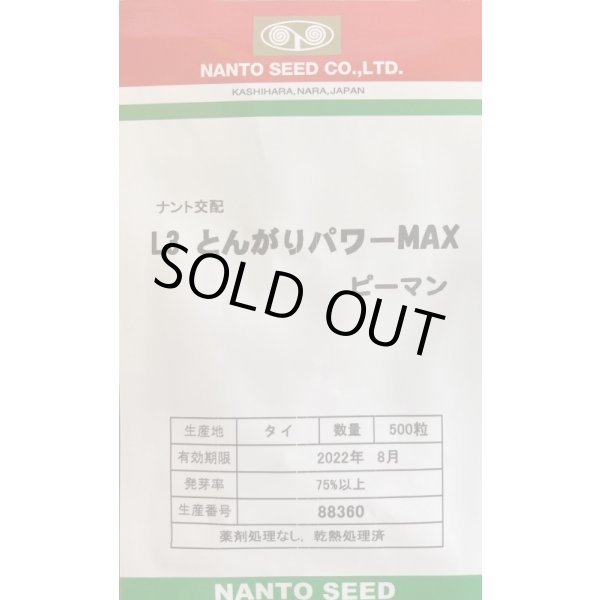 NANTO SEED CO.,LTD.
KASHIHARA,NARA,JAPAN
ナント交配
L3 とんがりパワーMAX
ピーマン
SOLD OUT
生産地 タイ 数量 500粒
有効期限 2022年 8月
発芽率 75%以上
生産番号 88360
薬剤処理なし，乾熱処理済
NANTO SEED